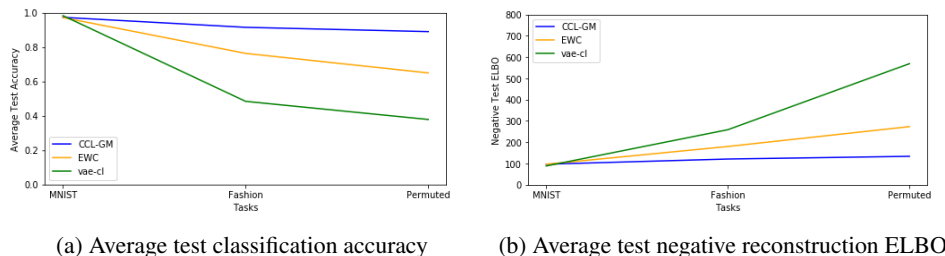 1.0
0.8
0.6
0.4
0.2
0.0
Average Test Accuracy
CCL-GM
EWC
vae-cl
MNIST
Fashion
Permuted
Tasks
(a) Average test classification accuracy
800
700
600
500
400
300
200
100
0
Negative Test ELBO
CCL-GM
EWC
vae-cl
MNIST
Fashion
Permuted
Tasks
(b) Average test negative reconstruction ELBO